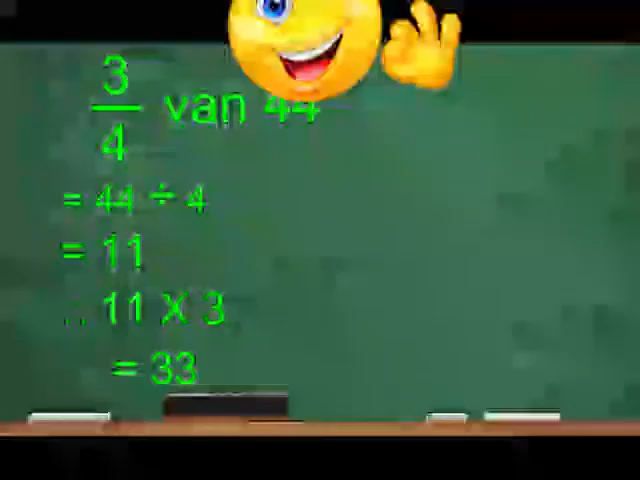 3/4 van 44
= 44 ÷ 4
= 11
∴ 11 X 3
= 33